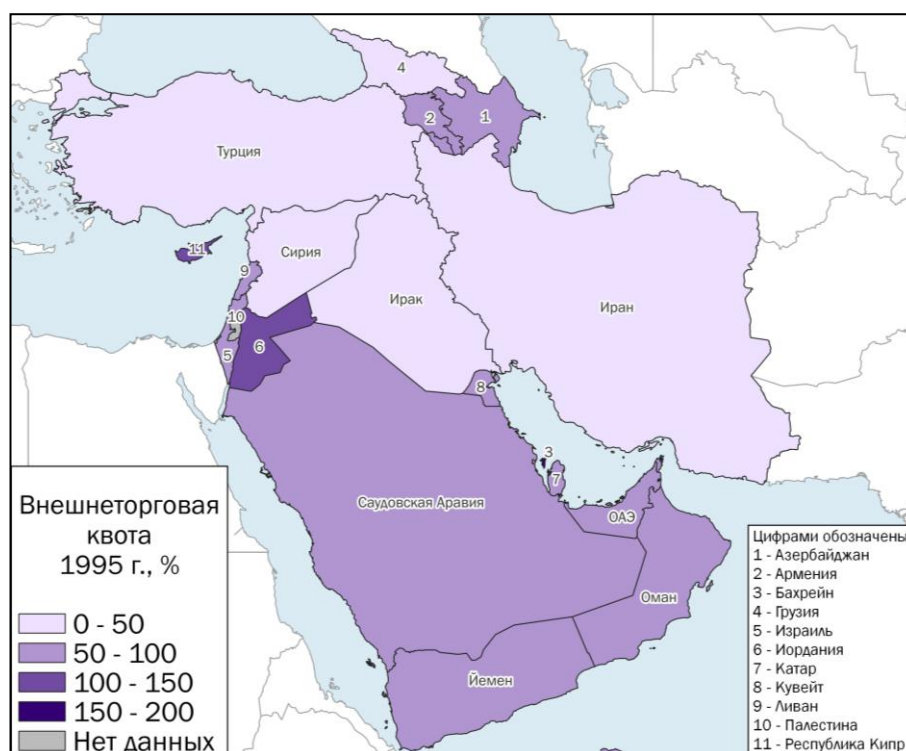 4
2
1
Турция
11
9
Сирия
Ирак
Иран
10
5
6
8
3
7
Саудовская Аравия
ОАЭ
Оман
Йемен
Внешнеторговая
квота
1995 г., %
0 - 50
50 - 100
100 - 150
150 - 200
Нет данных
Цифрами обозначены
1 - Азербайджан
2 - Армения
3 - Бахрейн
4 - Грузия
5 - Израиль
6 - Иордания
7 - Катар
8 - Кувейт
9 - Ливан
10 - Палестина
11 - Республика Кипр